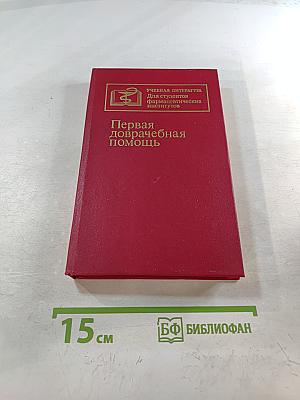 УЧЕБНАЯ ЛИТЕРАТУРА
Для студентов
фармацевтических
институтов
Первая
доврачебная
помощь
15 см
БФ БИБЛИОФАН